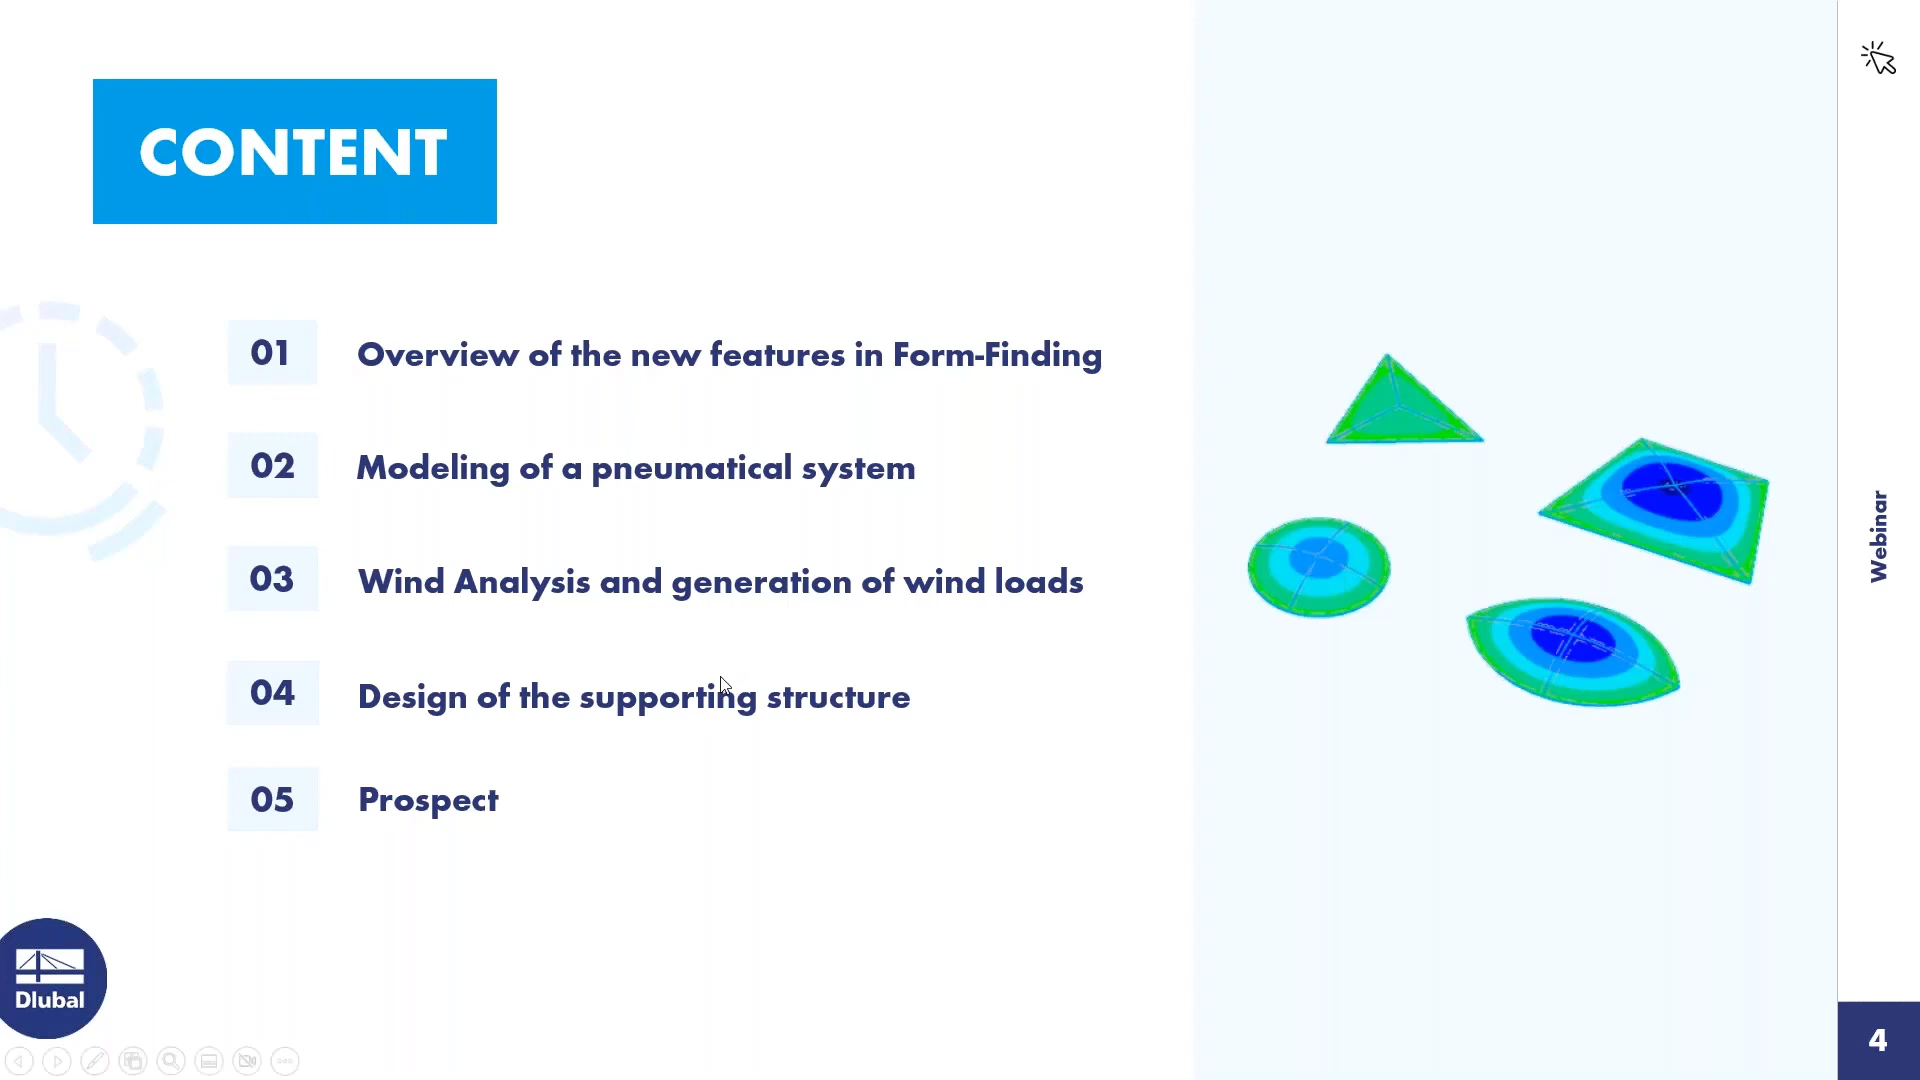 CONTENT
01 Overview of the new features in Form-Finding
02 Modeling of a pneumatical system
03 Wind Analysis and generation of wind loads
04 Design of the supporting structure
05 Prospect
Webinar
Dlubal
4